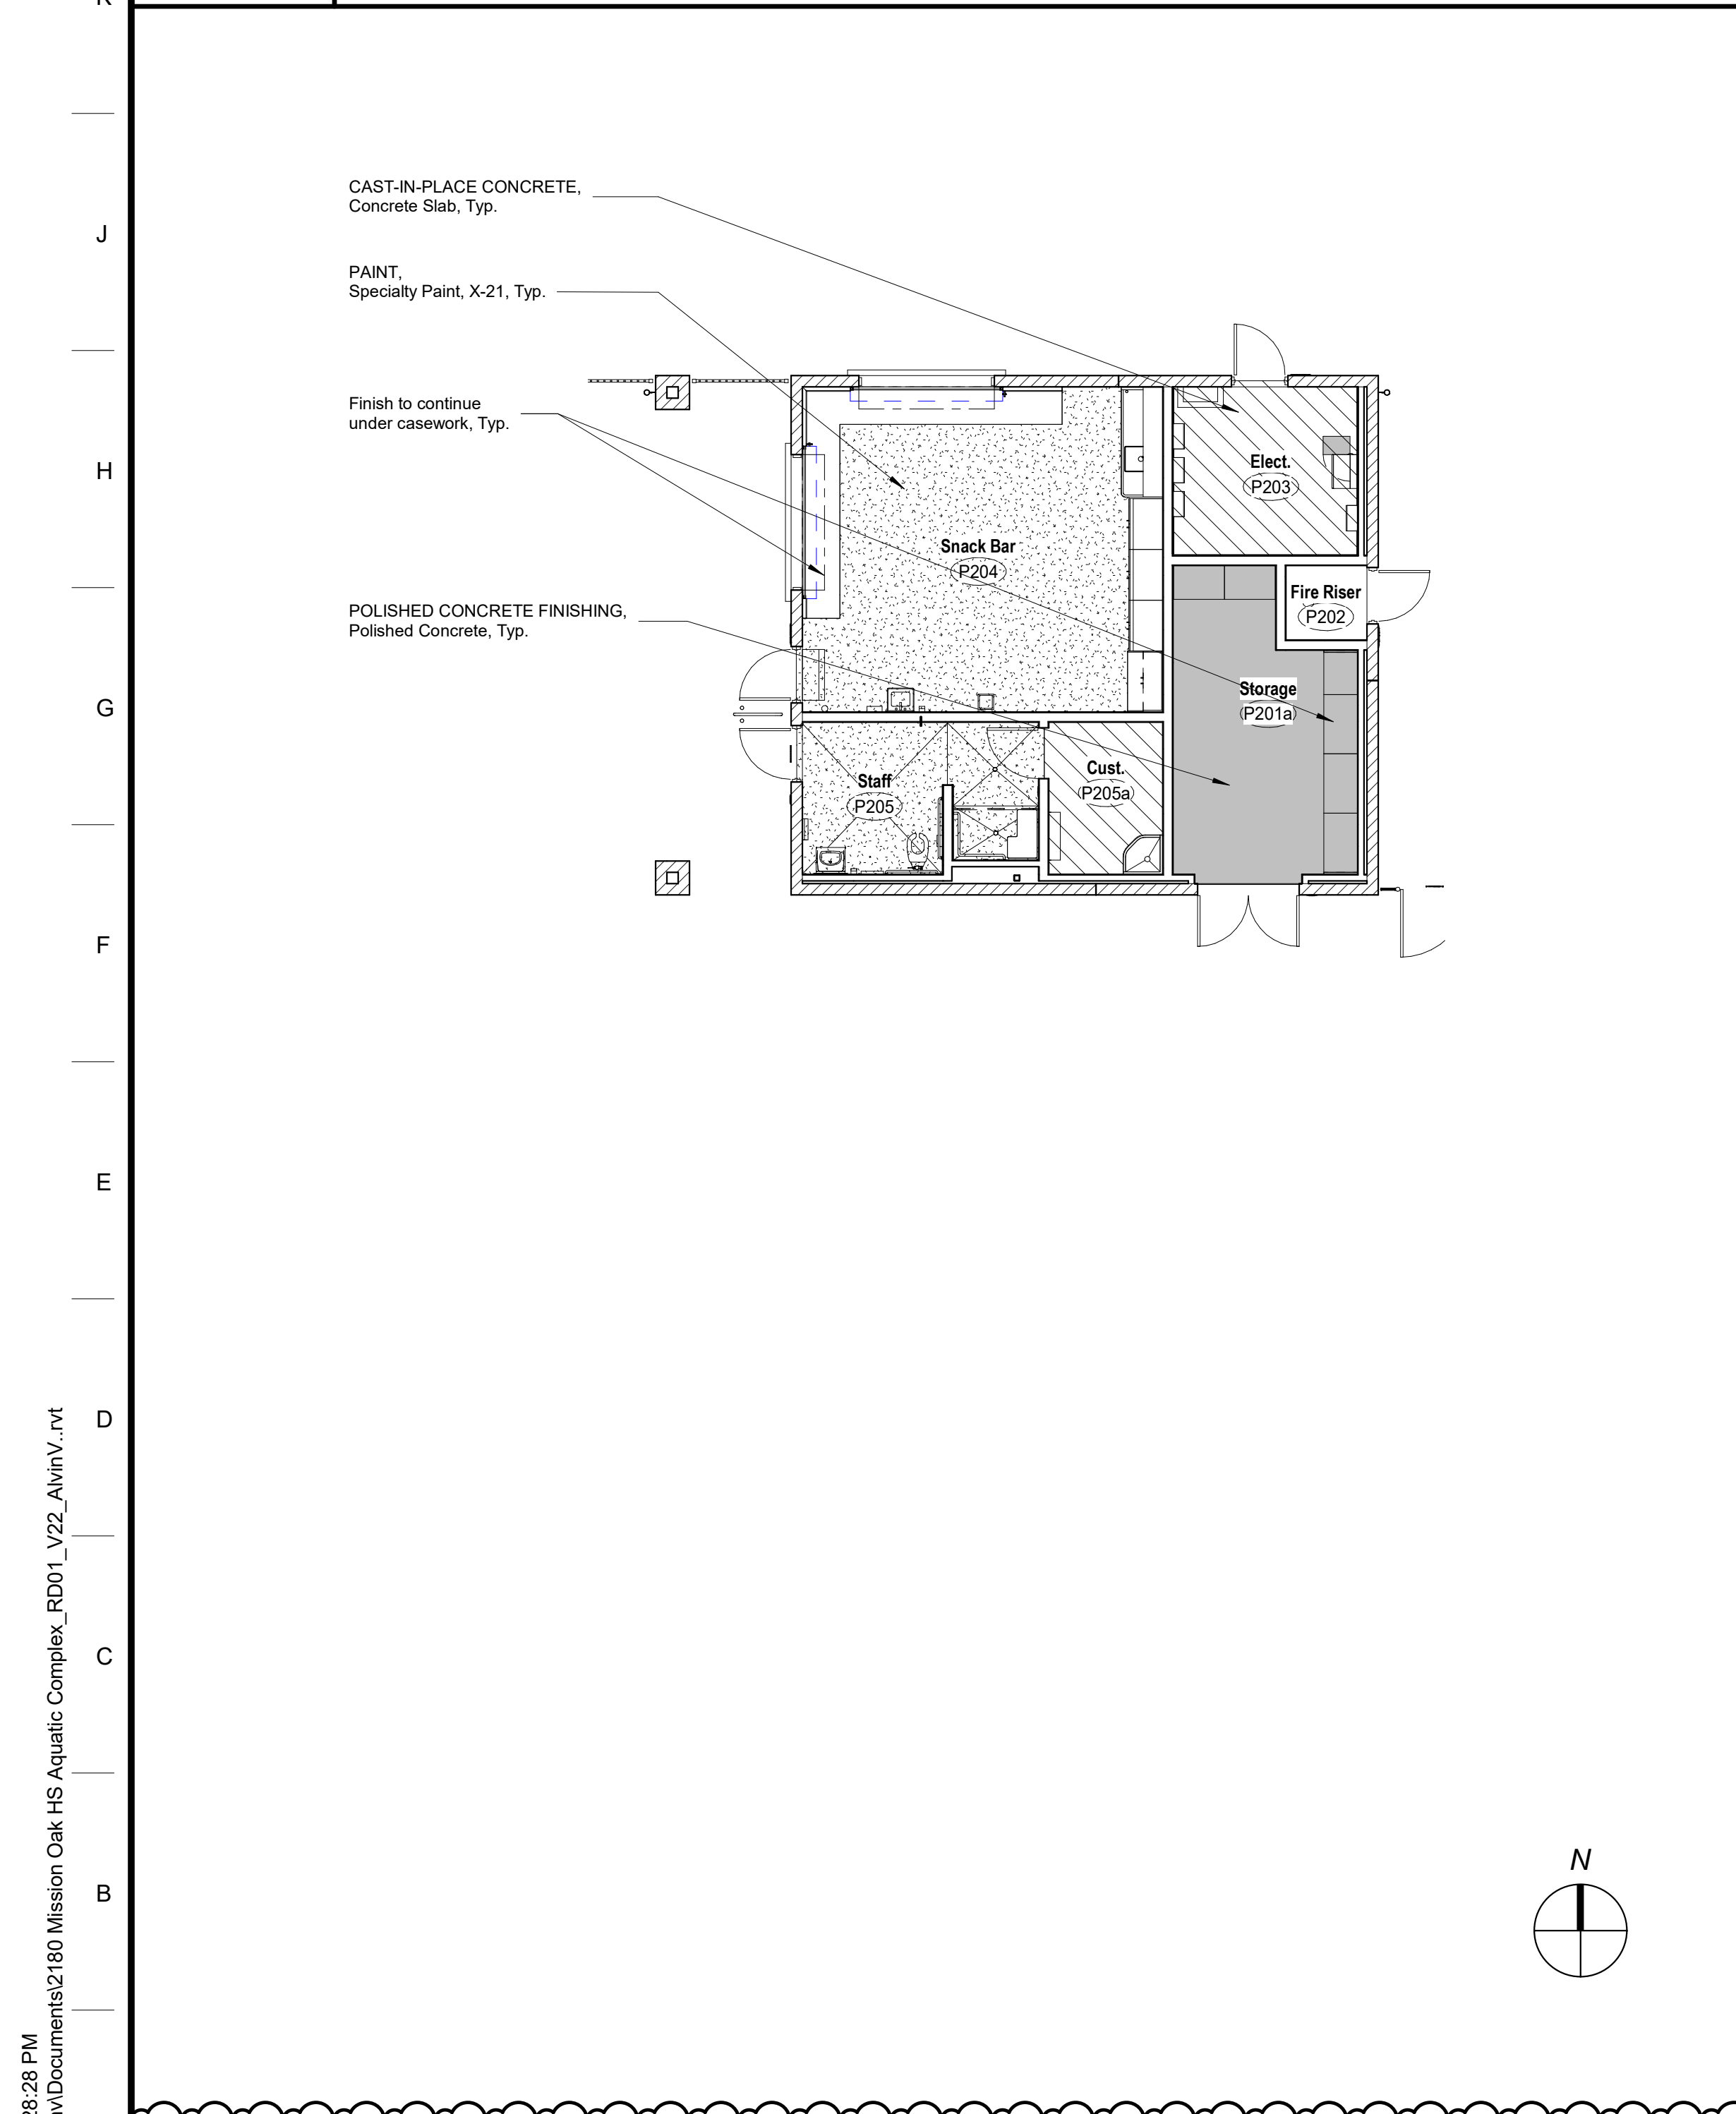 J
H
G
F
E
D
C
B
CAST-IN-PLACE CONCRETE,
Concrete Slab, Typ.
PAINT,
Specialty Paint, X-21, Typ.
Finish to continue
under casework, Typ.
POLISHED CONCRETE FINISHING,
Polished Concrete, Typ.
Elect.
P203
Snack Bar
P204
Fire Riser
P202
Storage
P201a
Cust.
P205a
Staff
P205
N
28:28 PM
\Documents\2180 Mission Oak HS Aquatic Complex_RD01_V22_AlvinV..rvt